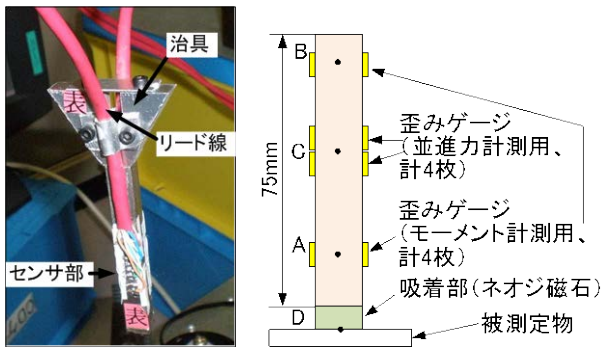 治具
表
リード線
センサ部
表
400
B
C
A
D
75mm
歪みゲージ
(並進力計測用、
計4枚)
歪みゲージ
(モーメント計測用、
計4枚)
吸着部(ネオジ磁石)
被測定物